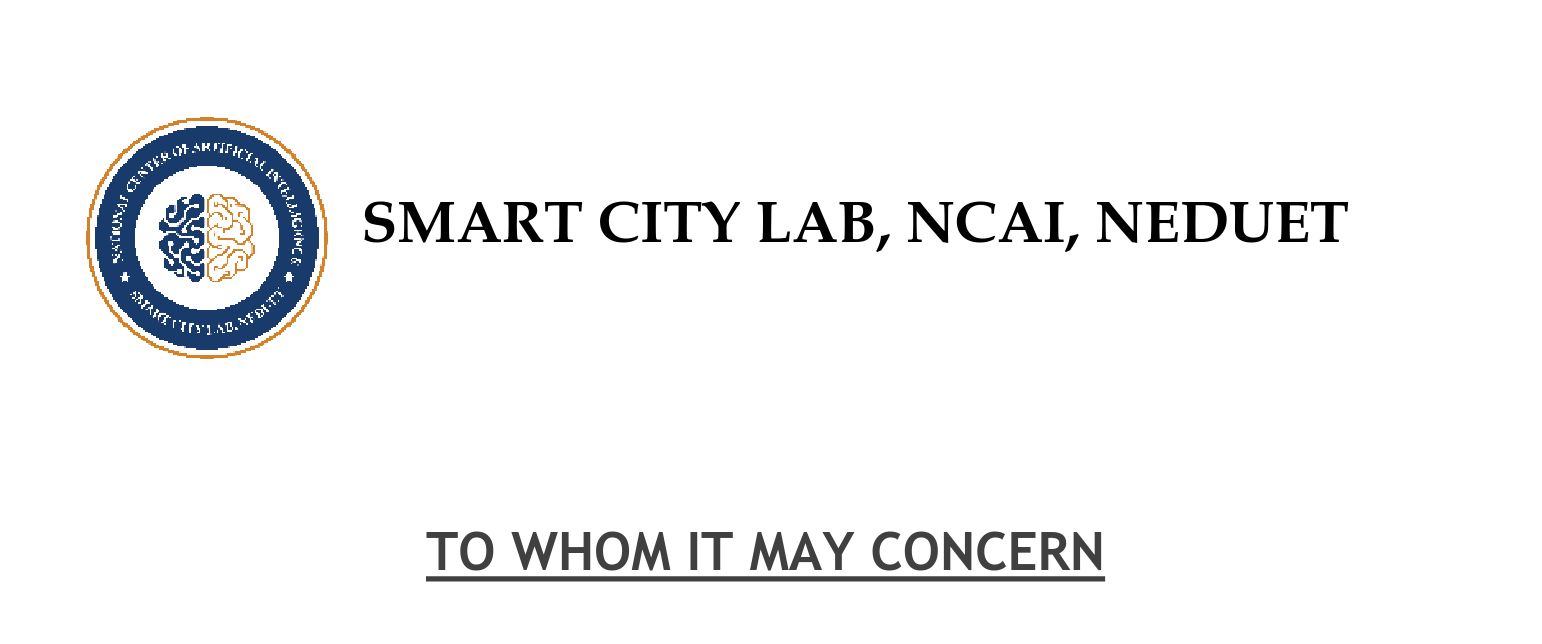 NATIONAL CENTER OF ARTIFICIAL INTELLIGENCE &
SMART CITY LAB, NEDUET
SMART CITY LAB, NCAI, NEDUET
TO WHOM IT MAY CONCERN